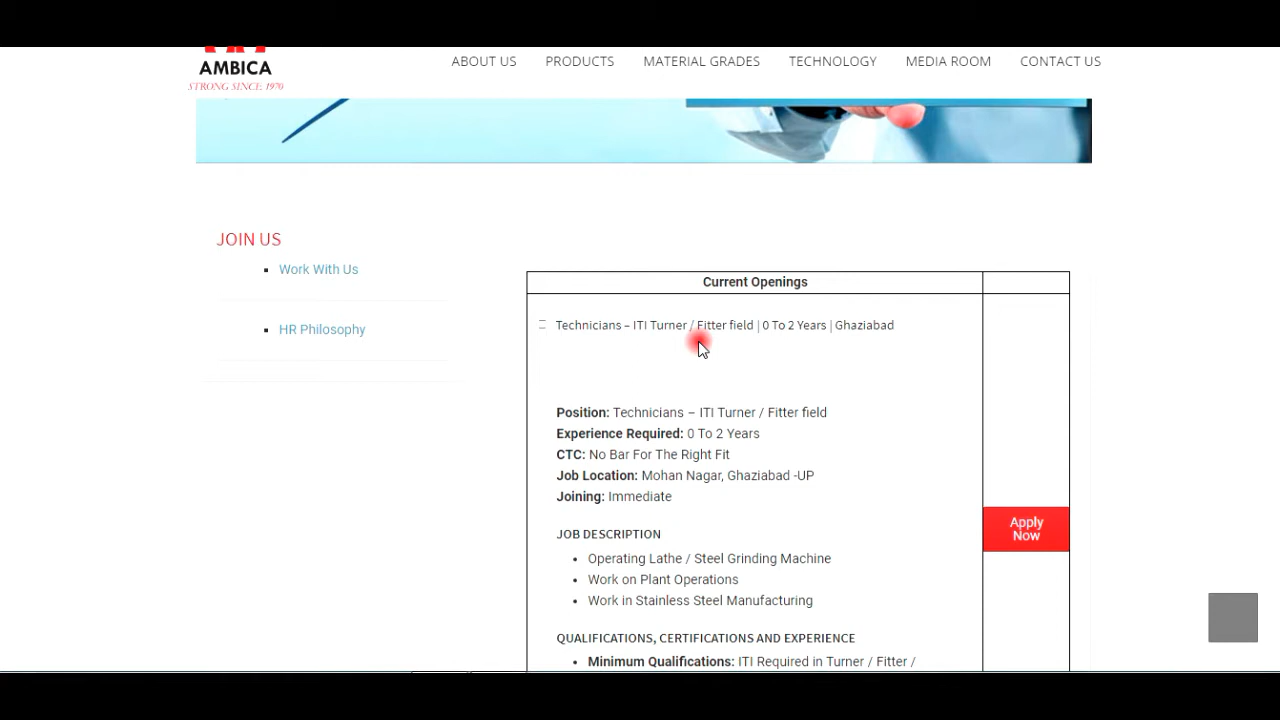 AMBICA
STRONG SINCE 1970
ABOUT US PRODUCTS MATERIAL GRADES TECHNOLOGY MEDIA ROOM CONTACT US
JOIN US
Work With Us
HR Philosophy
Current Openings
Technicians – ITI Turner / Fitter field | 0 To 2 Years | Ghaziabad
Position: Technicians – ITI Turner / Fitter field
Experience Required: 0 To 2 Years
CTC: No Bar For The Right Fit
Job Location: Mohan Nagar, Ghaziabad -UP
Joining: Immediate
Apply
Now
JOB DESCRIPTION
Operating Lathe / Steel Grinding Machine
Work on Plant Operations
Work in Stainless Steel Manufacturing
QUALIFICATIONS, CERTIFICATIONS AND EXPERIENCE
Minimum Qualifications: ITI Required in Turner / Fitter /